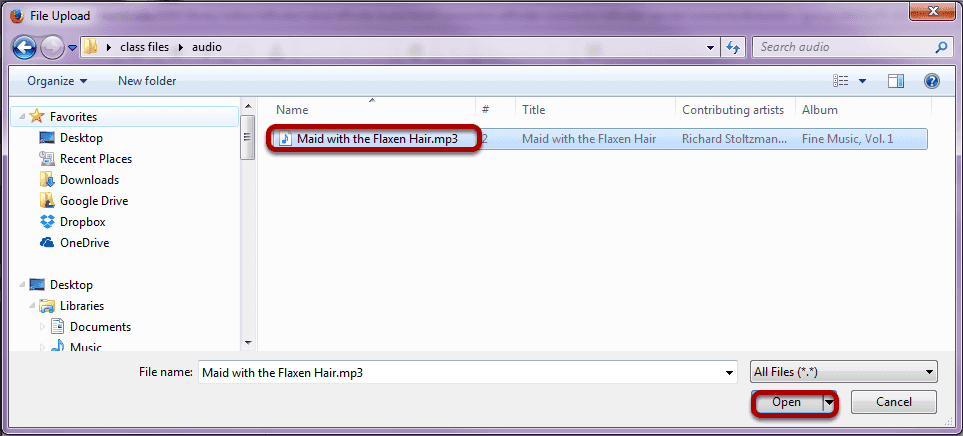 File Upload
class files audio Search audio
Organize New folder
Name # Title Contributing artists Album
Maid with the Flaxen Hair.mp3 2 Maid with the Flaxen Hair Richard Stoltzman... Fine Music, Vol. 1
Favorites
Desktop
Recent Places
Downloads
Google Drive
Dropbox
OneDrive
Desktop
Libraries
Documents
Music
File name: Maid with the Flaxen Hair.mp3 All Files (*.*)
Open Cancel